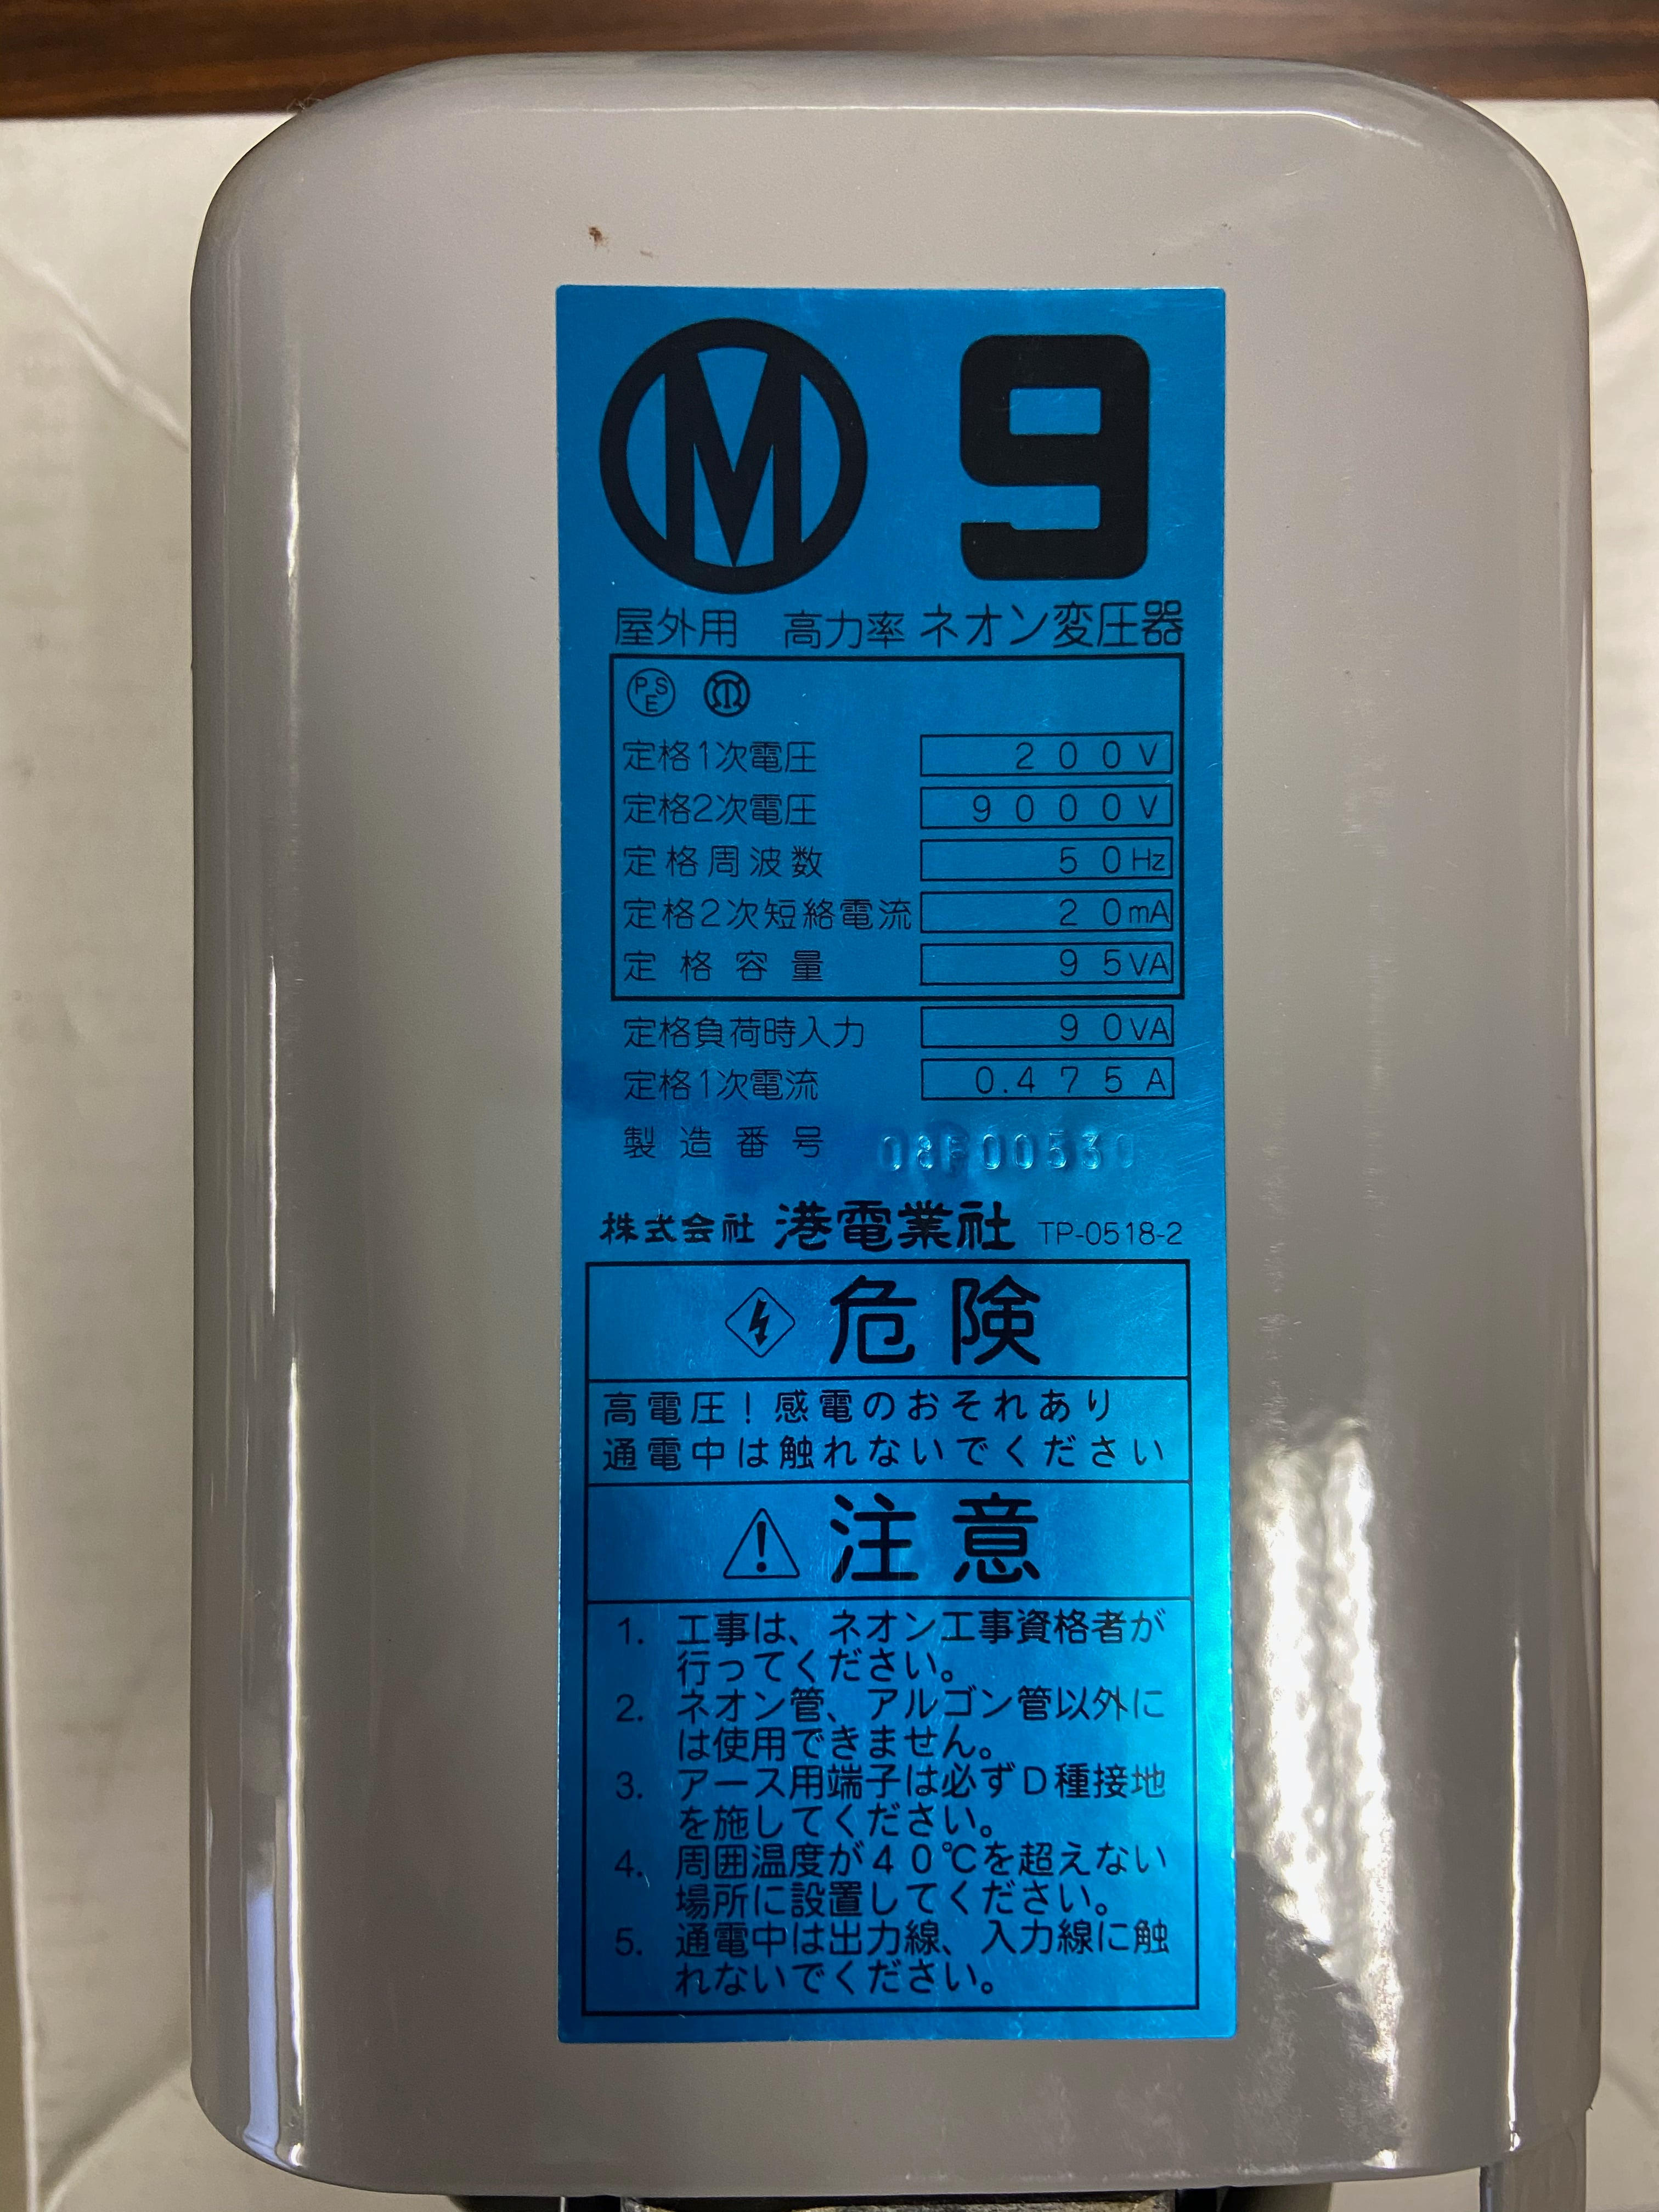 M 9
屋外用 高力率 ネオン変圧器
PSE
定格1次電圧 200V
定格2次電圧 9000V
定格周波数 50Hz
定格2次短絡電流 20mA
定格容量 95VA
定格負荷時入力 90VA
定格1次電流 0.475A
製造番号
株式会社 港電業社 TP-0518-2
危険
高電圧!感電のおそれあり
通電中は触れないでください
注意
1. 工事は、ネオン工事資格者が
行ってください。
2. ネオン管、アルゴン管以外に
は使用できません。
3. アース用端子は必ずD種接地
を施してください。
4. 周囲温度が40℃を超えない
場所に設置してください。
5. 通電中は出力線、入力線に触
れないでください。